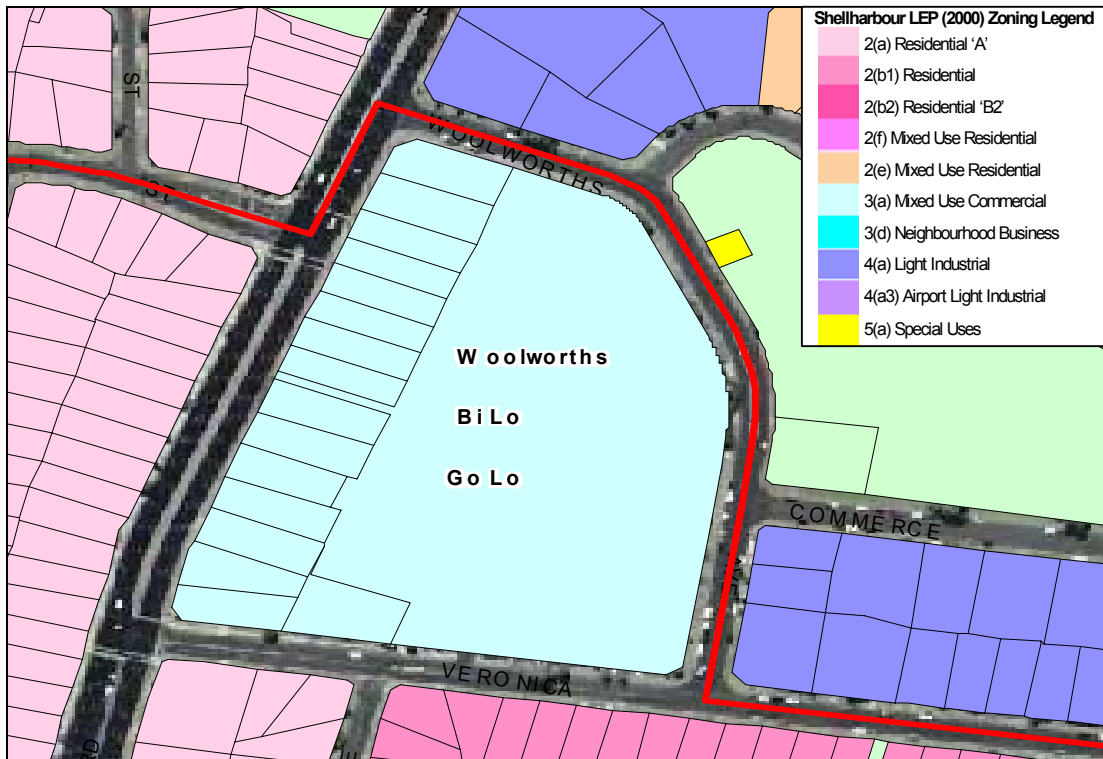 Shellharbour LEP (2000) Zoning Legend
2(a) Residential 'A'
2(b1) Residential
2(b2) Residential 'B2'
2(f) Mixed Use Residential
2(e) Mixed Use Residential
3(a) Mixed Use Commercial
3(d) Neighbourhood Business
4(a) Light Industrial
4(a3) Airport Light Industrial
5(a) Special Uses
ST
WOOLWORTHS
ST
Woolworths
BiLo
GoLo
COMMERCE
AVE
VERONICA
RD